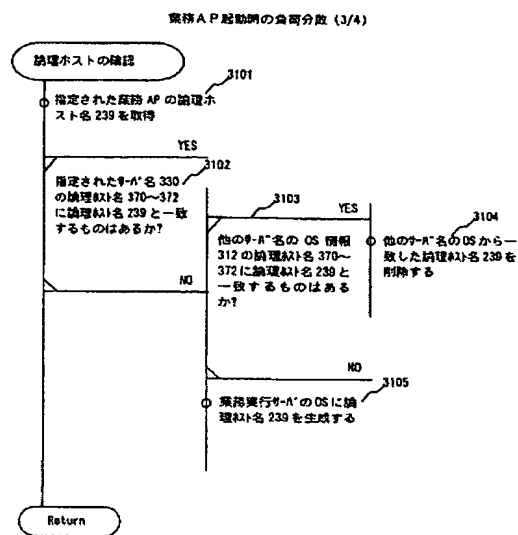 業務AP起動時の負荷分散 (3/4)
論理ホストの確認
3101
指定された業務 AP の論理ホ
スト名 239 を取得
YES
3102
指定されたｻｰﾊﾞ名 330
の論理ﾎｽﾄ名 370〜372
に論理ﾎｽﾄ名 239 と一致
するものはあるか?
NO
3103
YES
他のｻｰﾊﾞ名の OS 情報
312 の論理ﾎｽﾄ名 370〜
372 に論理ﾎｽﾄ名 239 と
一致するものはある
か?
3104
他のｻｰﾊﾞ名の OS から一
致した論理ﾎｽﾄ名 239 を
削除する
NO
3105
業務実行ｻｰﾊﾞの OS に論
理ﾎｽﾄ名 239 を生成する
Return